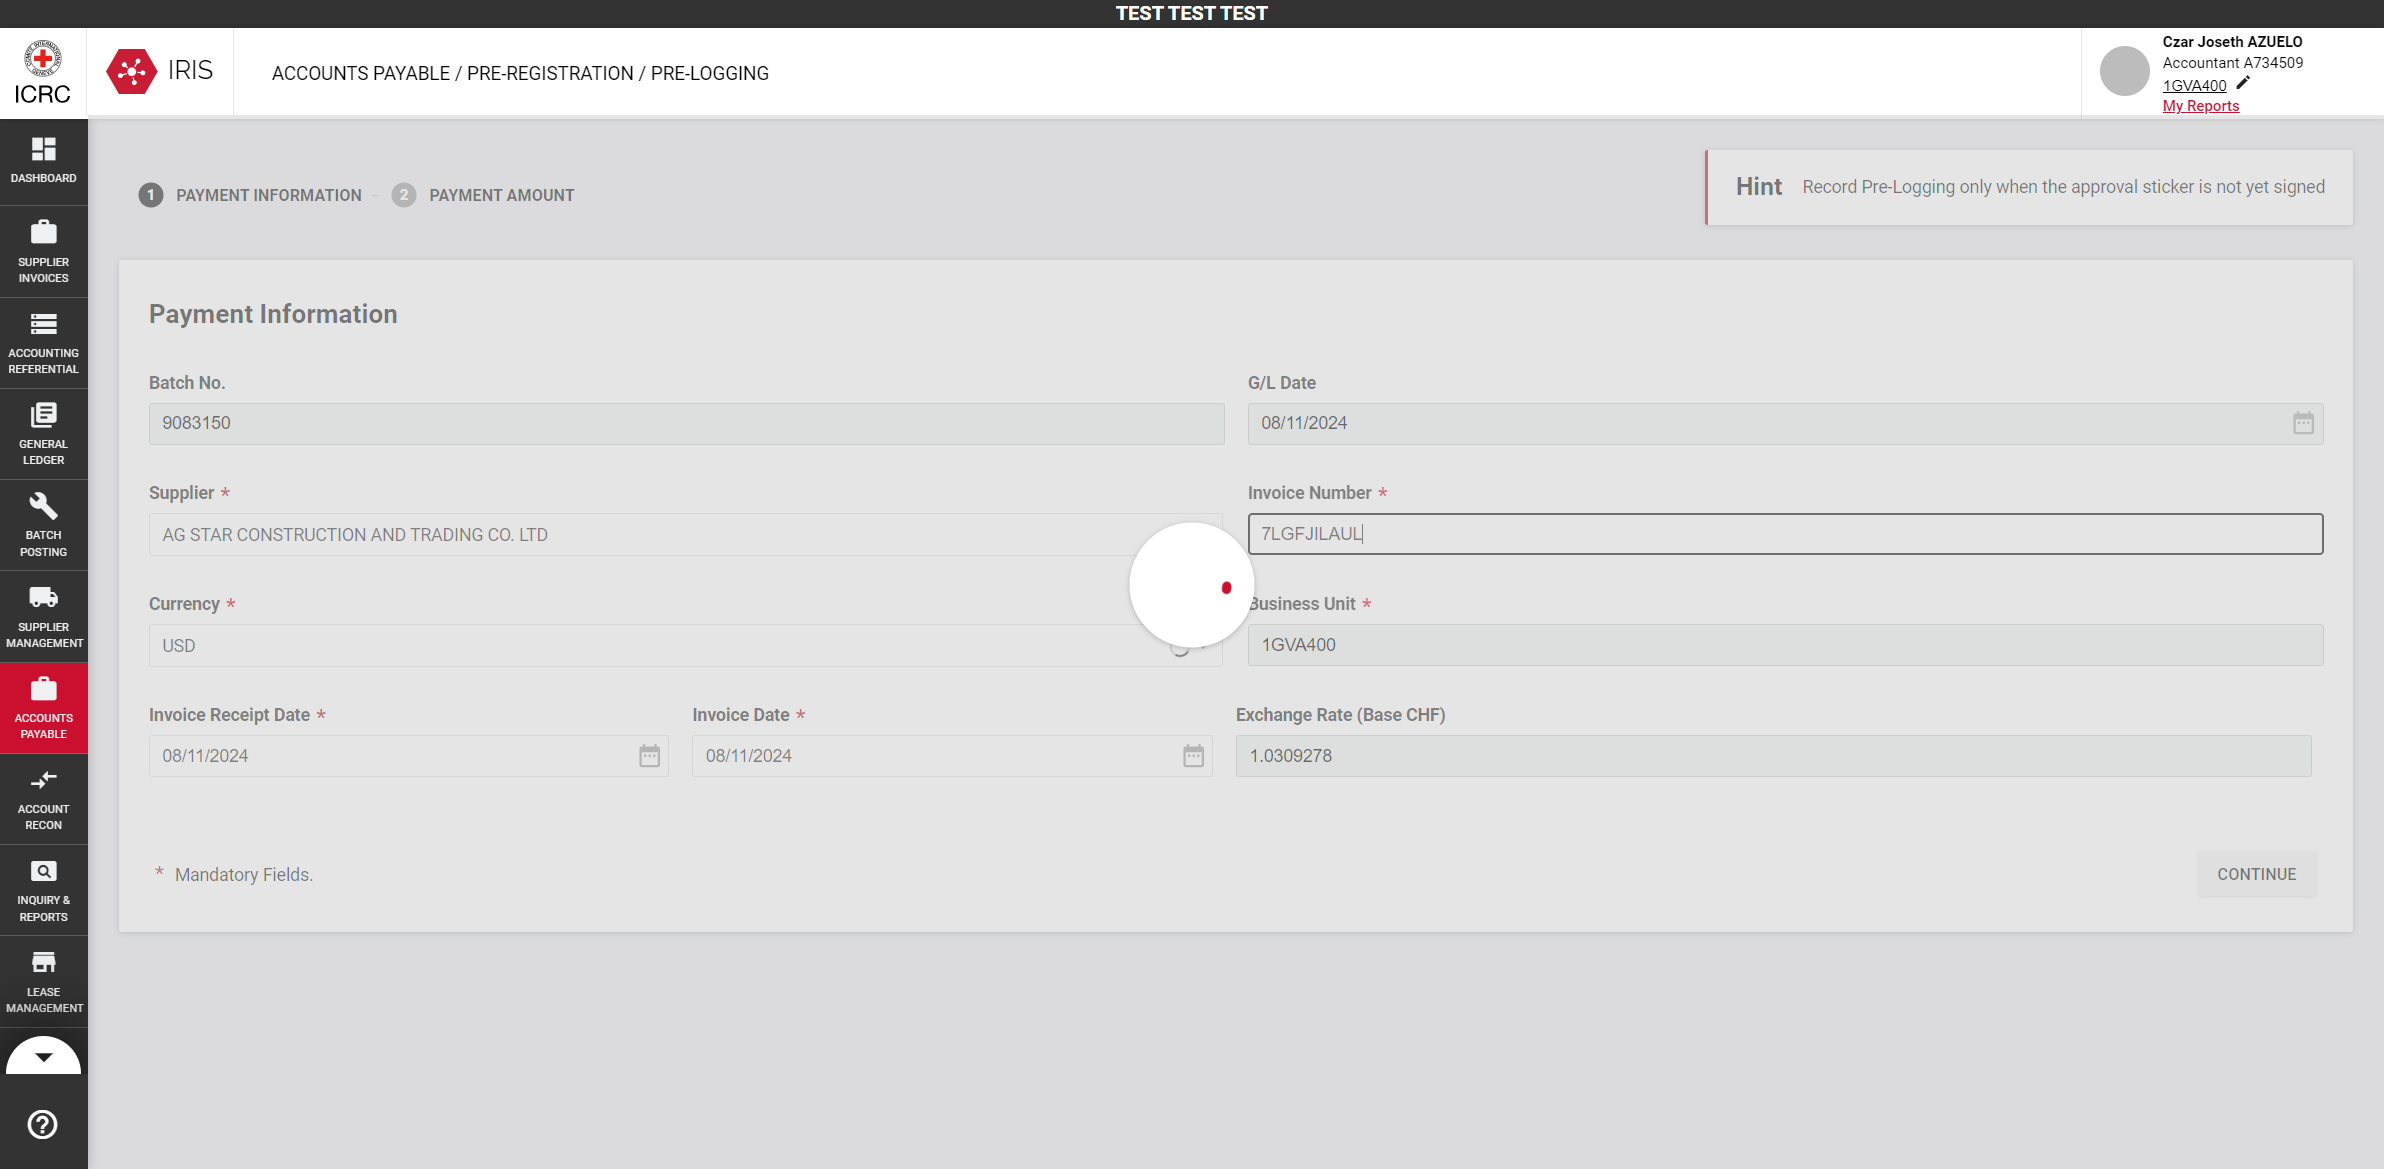 TEST TEST TEST
ICRC
IRIS
ACCOUNTS PAYABLE / PRE-REGISTRATION / PRE-LOGGING
Czar Joseth AZUELO
Accountant A734509
1GVA400
My Reports
DASHBOARD
SUPPLIER
INVOICES
ACCOUNTING
REFERENTIAL
GENERAL
LEDGER
BATCH
POSTING
SUPPLIER
MANAGEMENT
ACCOUNTS
PAYABLE
ACCOUNT
RECON
INQUIRY &
REPORTS
LEASE
MANAGEMENT
1 PAYMENT INFORMATION - 2 PAYMENT AMOUNT
Hint Record Pre-Logging only when the approval sticker is not yet signed
Payment Information
Batch No.
9083150
G/L Date
08/11/2024
Supplier *
AG STAR CONSTRUCTION AND TRADING CO. LTD
Invoice Number *
7LGFJILAUL
Currency *
USD
Business Unit *
1GVA400
Invoice Receipt Date *
08/11/2024
Invoice Date *
08/11/2024
Exchange Rate (Base CHF)
1.0309278
* Mandatory Fields.
CONTINUE